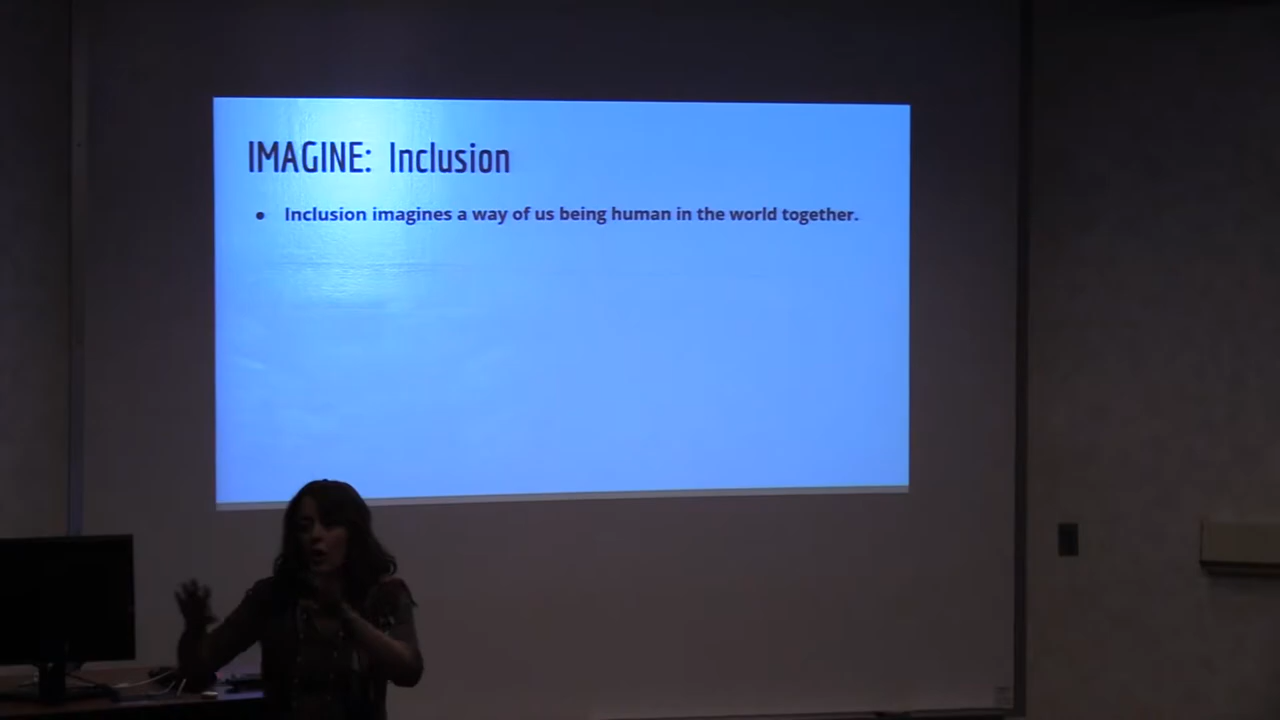 IMAGINE: Inclusion
● Inclusion imagines a way of us being human in the world together.